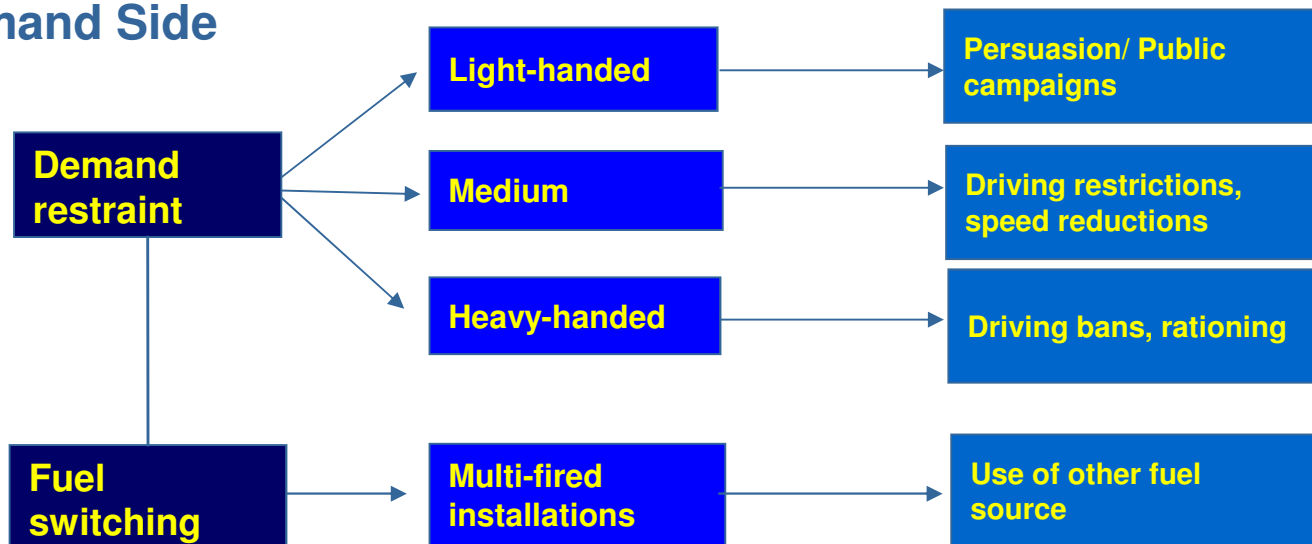 mand Side
Light-handed
Persuasion/ Public
campaigns
Demand
restraint
Medium
Driving restrictions,
speed reductions
Heavy-handed
Driving bans, rationing
Fuel
switching
Multi-fired
installations
Use of other fuel
source